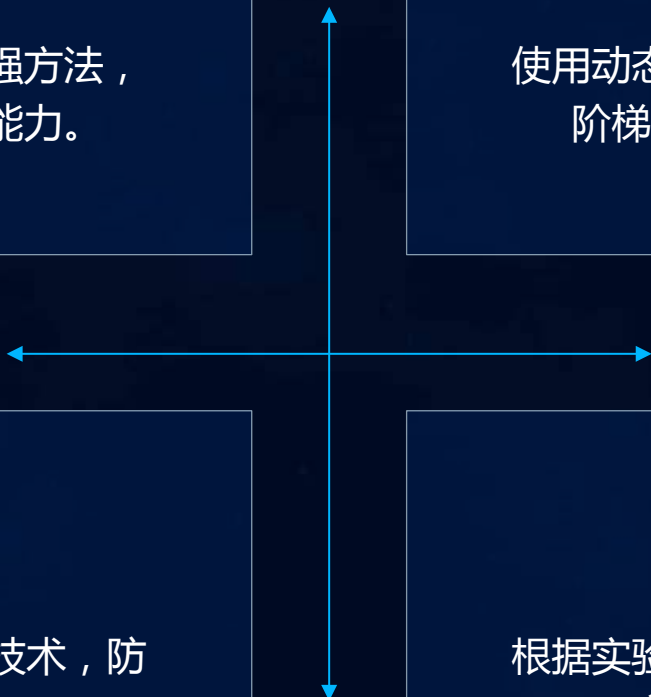 强方法，
能力。
使用动态
阶梯
技术，防
根据实验